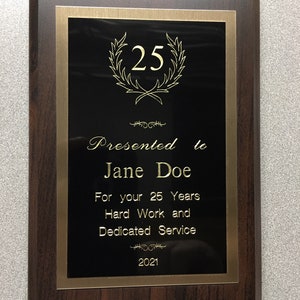 25
Presented to
Jane Doe
For your 25 Years
Hard Work and
Dedicated Service
2021